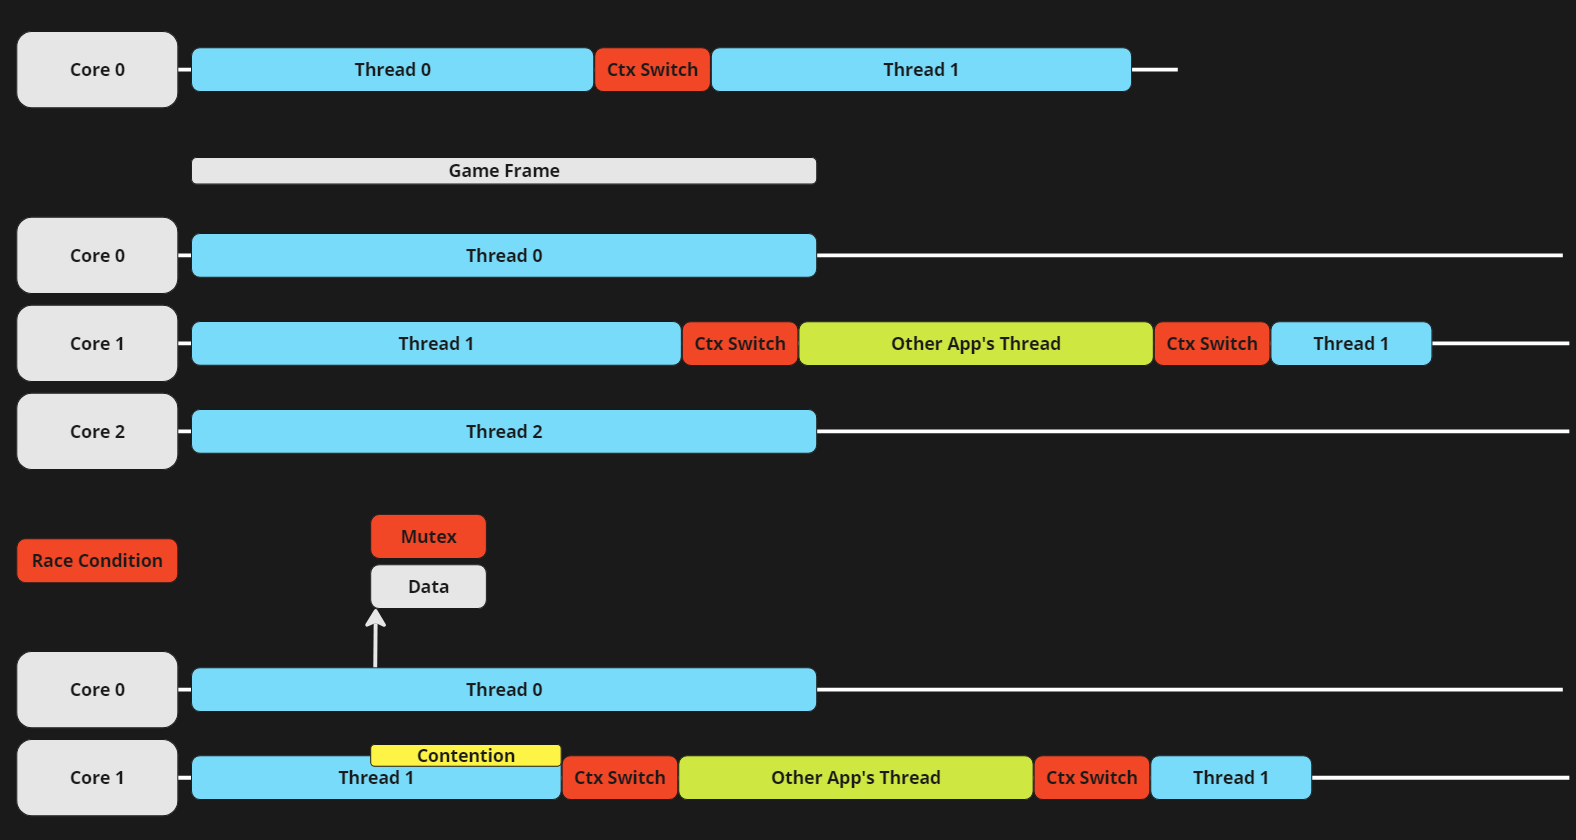 Core 0
Thread 0
Ctx Switch
Thread 1
Game Frame
Core 0
Thread 0
Core 1
Thread 1
Ctx Switch
Other App's Thread
Ctx Switch
Thread 1
Core 2
Thread 2
Mutex
Race Condition
Data
Core 0
Thread 0
Contention
Core 1
Thread 1
Ctx Switch
Other App's Thread
Ctx Switch
Thread 1